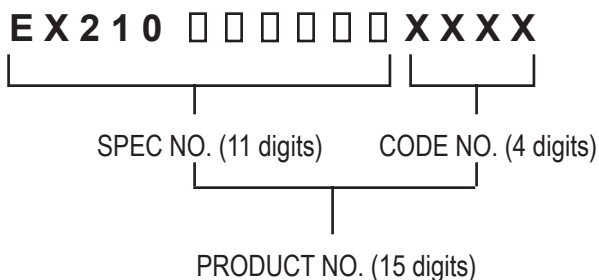 EX210 □□□□□□ XXXX
SPEC NO. (11 digits) CODE NO. (4 digits)
PRODUCT NO. (15 digits)